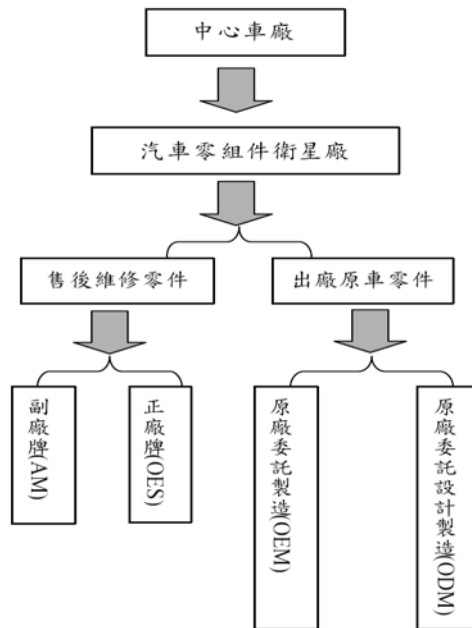 中心車廠
汽車零組件衛星廠
售後維修零件
出廠原車零件
副廠牌(AM)
正廠牌(OES)
原廠委託製造(OEM)
原廠委託設計製造(ODM)